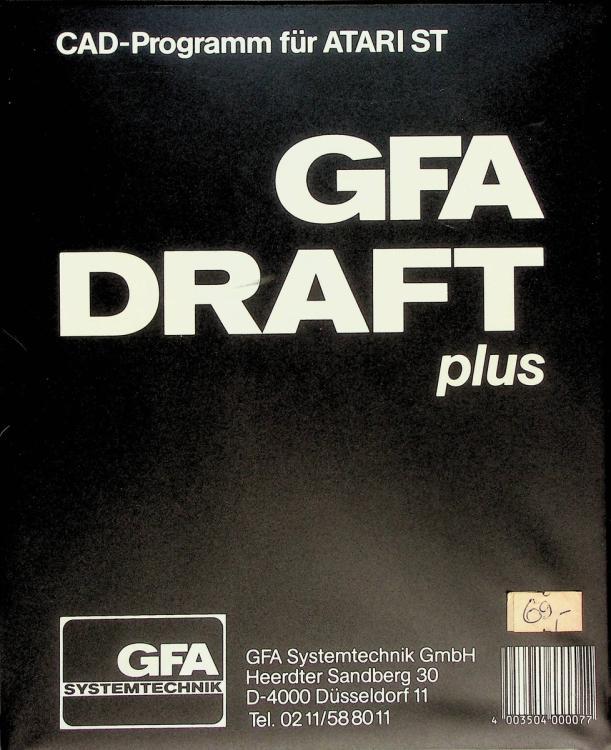 CAD-Programm für ATARI ST
GFA
DRAFT
plus
69,-
GFA
SYSTEMTECHNIK
GFA Systemtechnik GmbH
Heerdter Sandberg 30
D-4000 Düsseldorf 11
Tel. 02 11/58 80 11
4 003504 000077